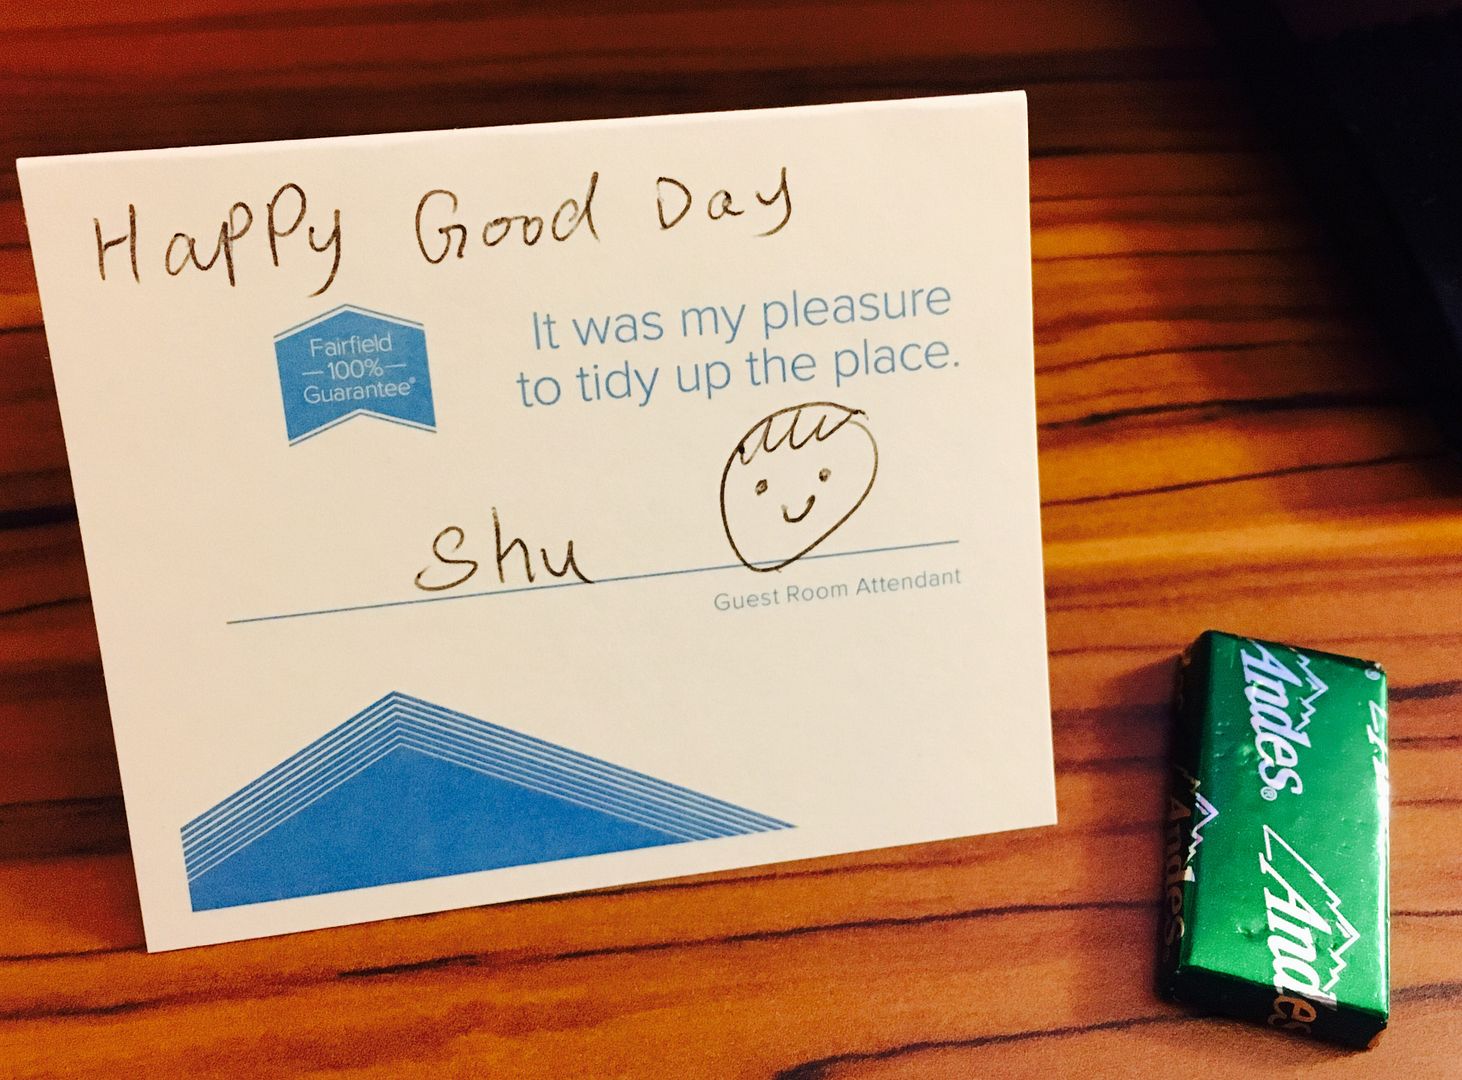 Happy Good Day
Fairfield
100%
Guarantee®
It was my pleasure
to tidy up the place.
Shu
Guest Room Attendant
Andes®
Andes
Andes